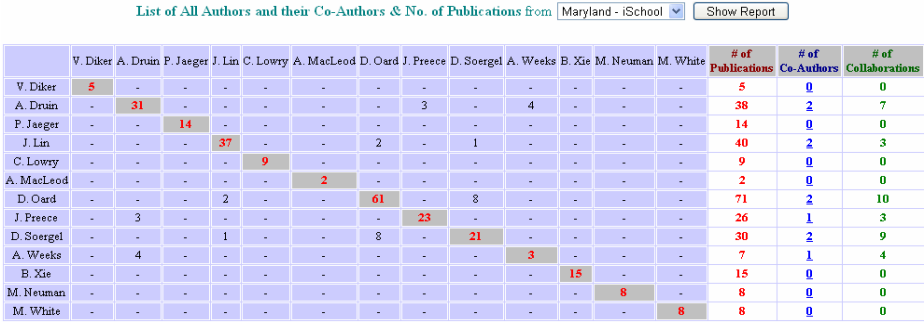 List of All Authors and their Co-Authors & No. of Publications from Maryland - iSchool Show Report
V. Diker A. Druin P. Jaeger J. Lin C. Lowry A. MacLeod D. Oard J. Preece D. Soergel A. Weeks B. Xie M. Neuman M. White # of Publications # of Co-Authors # of Collaborations
V. Diker 5 - - - - - - - - - - - - 5 0 0
A. Druin - 31 - - - - - 3 - 4 - - - 38 2 7
P. Jaeger - - 14 - - - - - - - - - - 14 0 0
J. Lin - - - 37 - - 2 - 1 - - - - 40 2 3
C. Lowry - - - - 9 - - - - - - - - 9 0 0
A. MacLeod - - - - - 2 - - - - - - - 2 0 0
D. Oard - - - 2 - - 61 - 8 - - - - 71 2 10
J. Preece - 3 - - - - - 23 - - - - - 26 1 3
D. Soergel - - - 1 - - 8 - 21 - - - - 30 2 9
A. Weeks - 4 - - - - - - - 3 - - - 7 1 4
B. Xie - - - - - - - - - - 15 - - 15 0 0
M. Neuman - - - - - - - - - - - 8 - 8 0 0
M. White - - - - - - - - - - - - 8 8 0 0